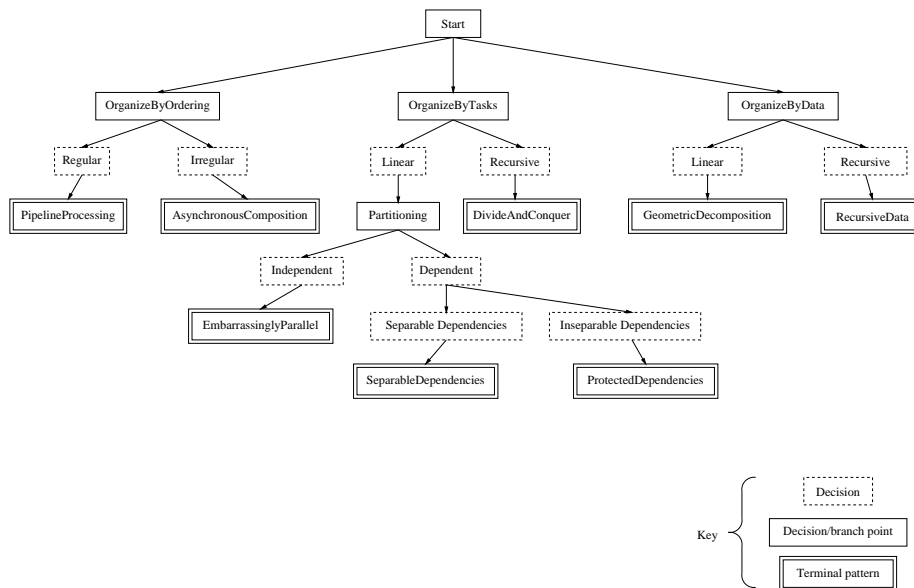 Start
OrganizeByOrdering
OrganizeByTasks
OrganizeByData
Regular
Irregular
Linear
Recursive
Linear
Recursive
PipelineProcessing
AsynchronousComposition
Partitioning
DivideAndConquer
GeometricDecomposition
RecursiveData
Independent
Dependent
EmbarrassinglyParallel
Separable Dependencies
Inseparable Dependencies
SeparableDependencies
ProtectedDependencies
Key
Decision
Decision/branch point
Terminal pattern